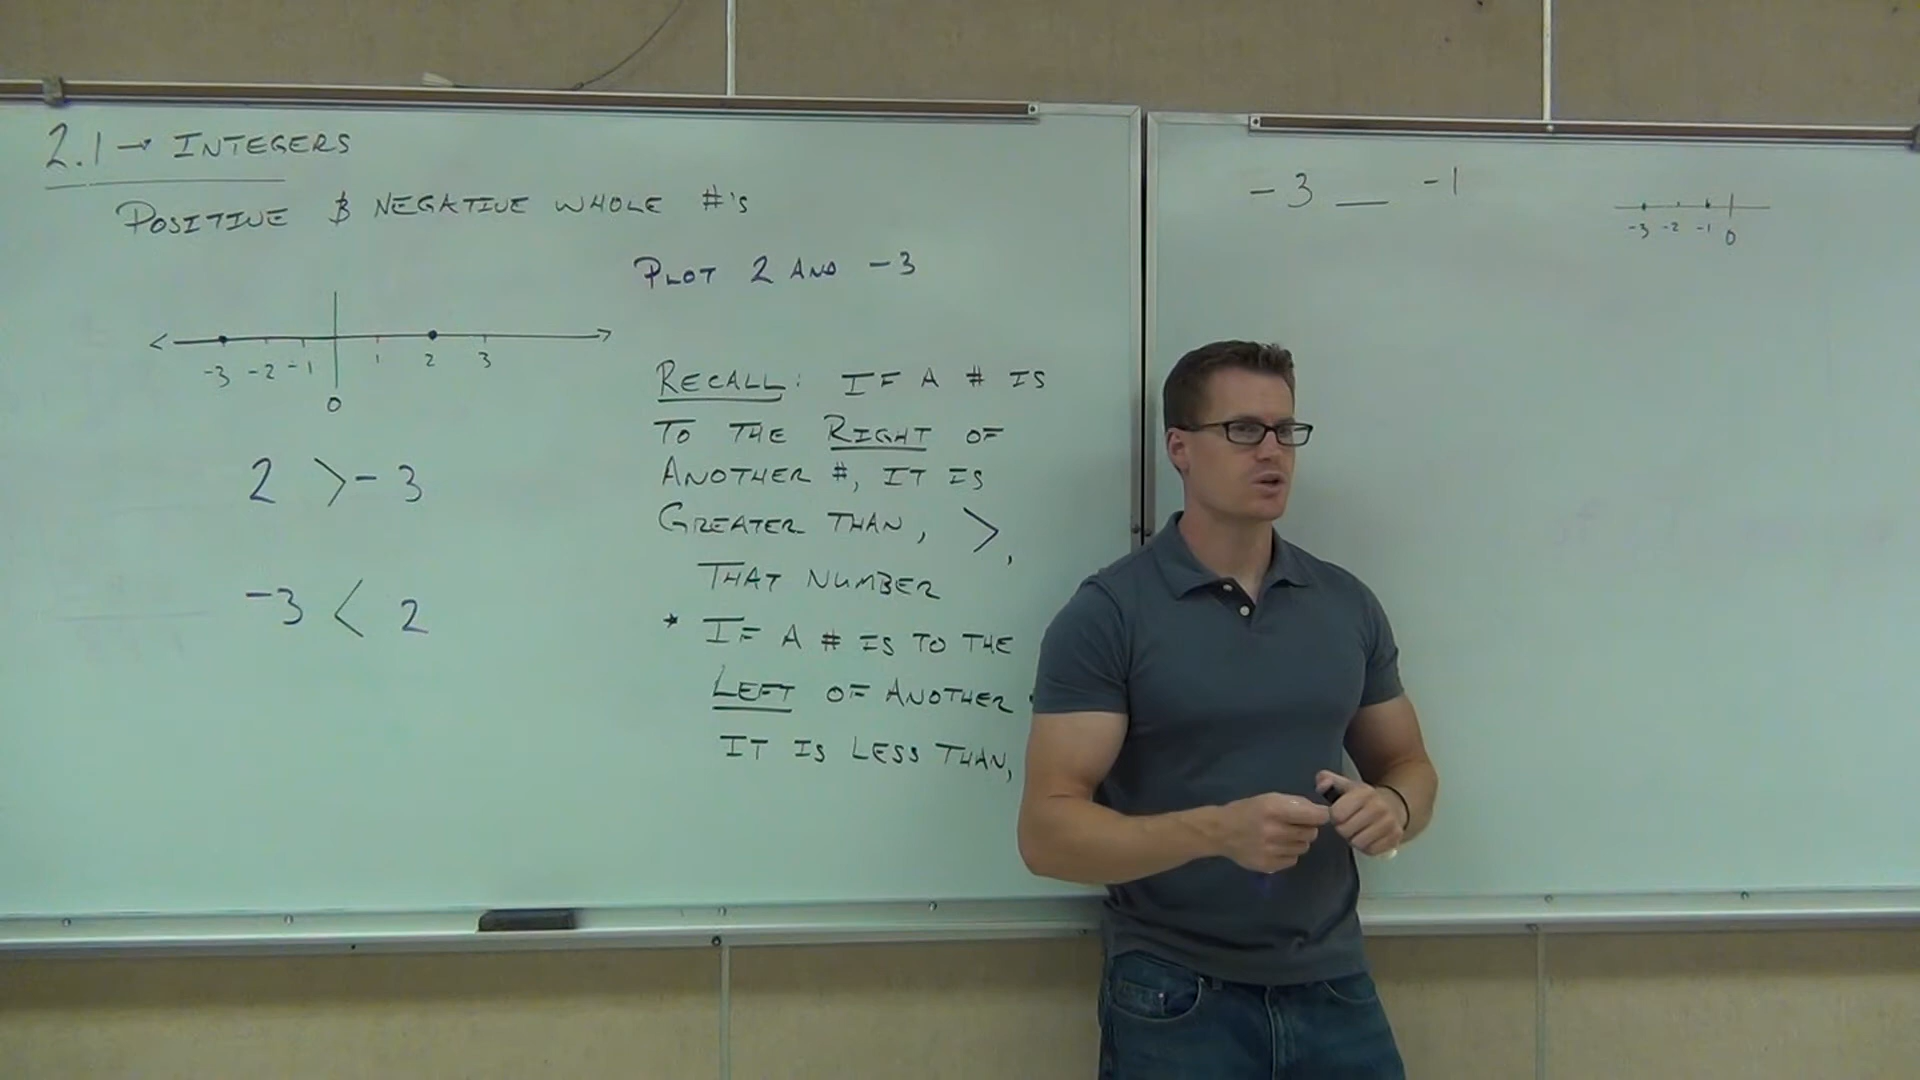 2.1 → INTEGERS
POSITIVE & NEGATIVE WHOLE #'S
PLOT 2 AND -3
-3 -2 -1 1 2 3
0
2 > -3
-3 < 2
RECALL: IF A # IS
TO THE RIGHT OF
ANOTHER #, IT IS
GREATER THAN, >,
THAT NUMBER
* IF A # IS TO THE
LEFT OF ANOTHER
IT IS LESS THAN,
-3 __ -1
-3 -2 -1 0